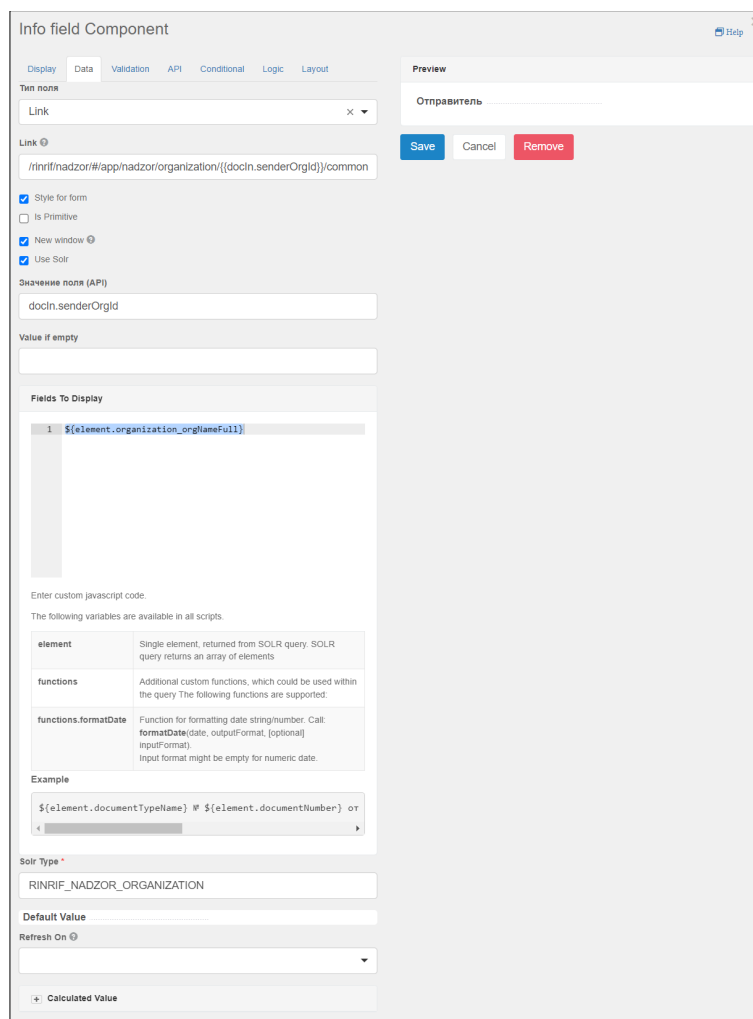 Info field Component
Help
Display Data Validation API Conditional Logic Layout
Тип поля
Link
Link
/rinrif/nadzor/#/app/nadzor/organization/{{docIn.senderOrgId}}/common
Style for form
Is Primitive
New window
Use Solr
Значение поля (API)
docIn.senderOrgId
Value if empty
Fields To Display
1 ${element.organization_orgNameFull}
Enter custom javascript code.
The following variables are available in all scripts.
element Single element, returned from SOLR query. SOLR
query returns an array of elements
functions Additional custom functions, which could be used within
the query The following functions are supported:
functions.formatDate Function for formatting date string/number. Call:
formatDate(date, outputFormat, [optional]
inputFormat).
Input format might be empty for numeric date.
Example
${element.documentTypeName} № ${element.documentNumber} от
Solr Type *
RINRIF_NADZOR_ORGANIZATION
Default Value
Refresh On
Calculated Value
Preview
Отправитель
Save Cancel Remove